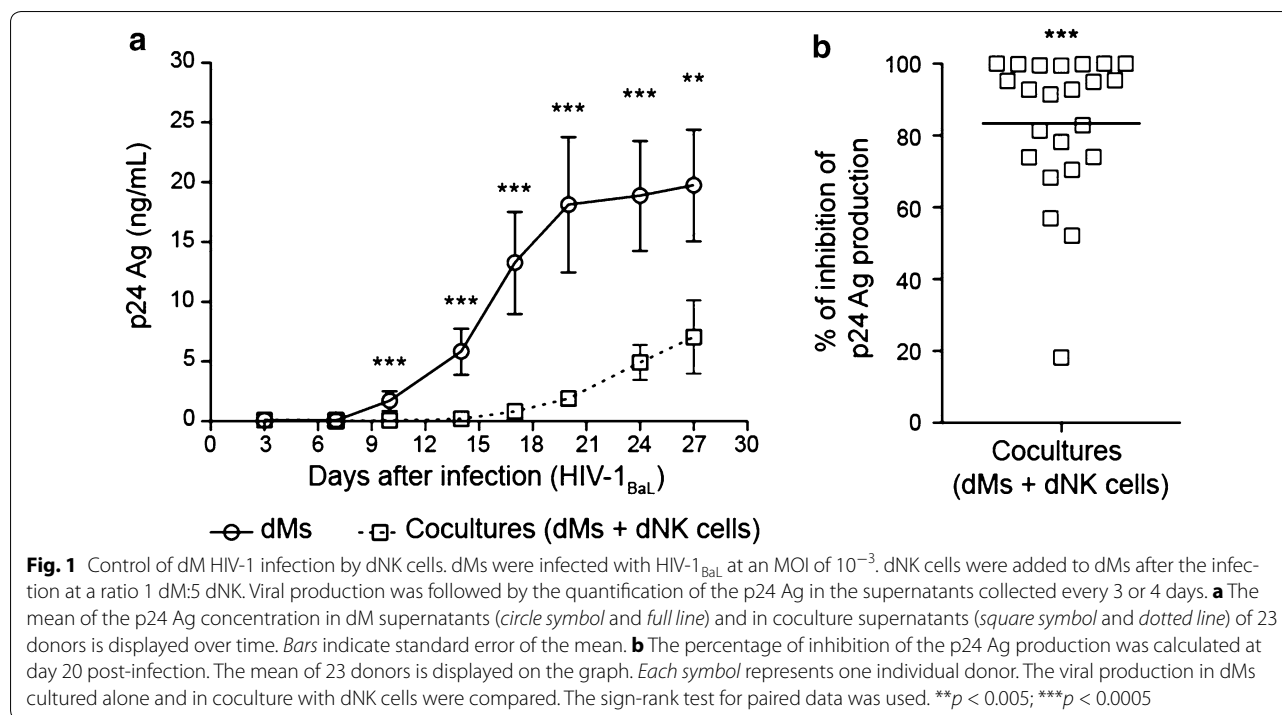 a
30
25
20
15
10
5
0
p24 Ag (ng/mL)
***
***
***
***
***
**
0 3 6 9 12 15 18 21 24 27 30
Days after infection (HIV-1BaL)
dMs Cocultures (dMs + dNK cells)
b
***
100
80
60
40
20
0
% of inhibition of
p24 Ag production
Cocultures
(dMs + dNK cells)
Fig. 1 Control of dM HIV-1 infection by dNK cells. dMs were infected with HIV-1BaL at an MOI of 10−3. dNK cells were added to dMs after the infec-
tion at a ratio 1 dM:5 dNK. Viral production was followed by the quantification of the p24 Ag in the supernatants collected every 3 or 4 days. a The
mean of the p24 Ag concentration in dM supernatants (circle symbol and full line) and in coculture supernatants (square symbol and dotted line) of 23
donors is displayed over time. Bars indicate standard error of the mean. b The percentage of inhibition of the p24 Ag production was calculated at
day 20 post-infection. The mean of 23 donors is displayed on the graph. Each symbol represents one individual donor. The viral production in dMs
cultured alone and in coculture with dNK cells were compared. The sign-rank test for paired data was used. **p < 0.005; ***p < 0.0005